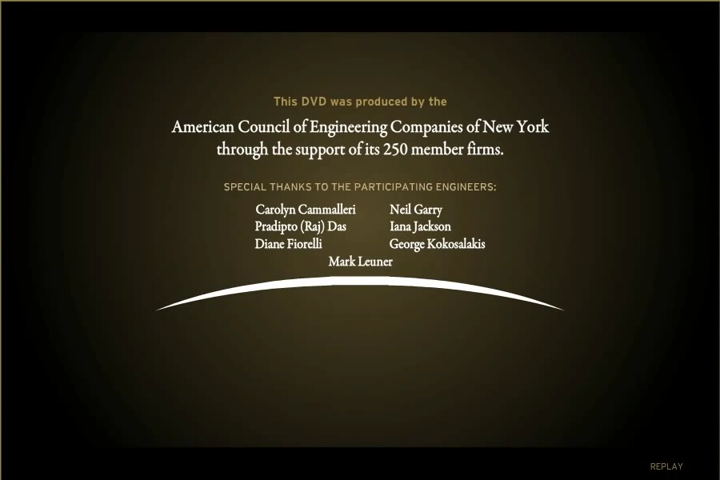 This DVD was produced by the
American Council of Engineering Companies of New York
through the support of its 250 member firms.
SPECIAL THANKS TO THE PARTICIPATING ENGINEERS:
Carolyn Cammalleri
Pradipto (Raj) Das
Diane Fiorelli
Neil Garry
Iana Jackson
George Kokosalakis
Mark Leuner
REPLAY